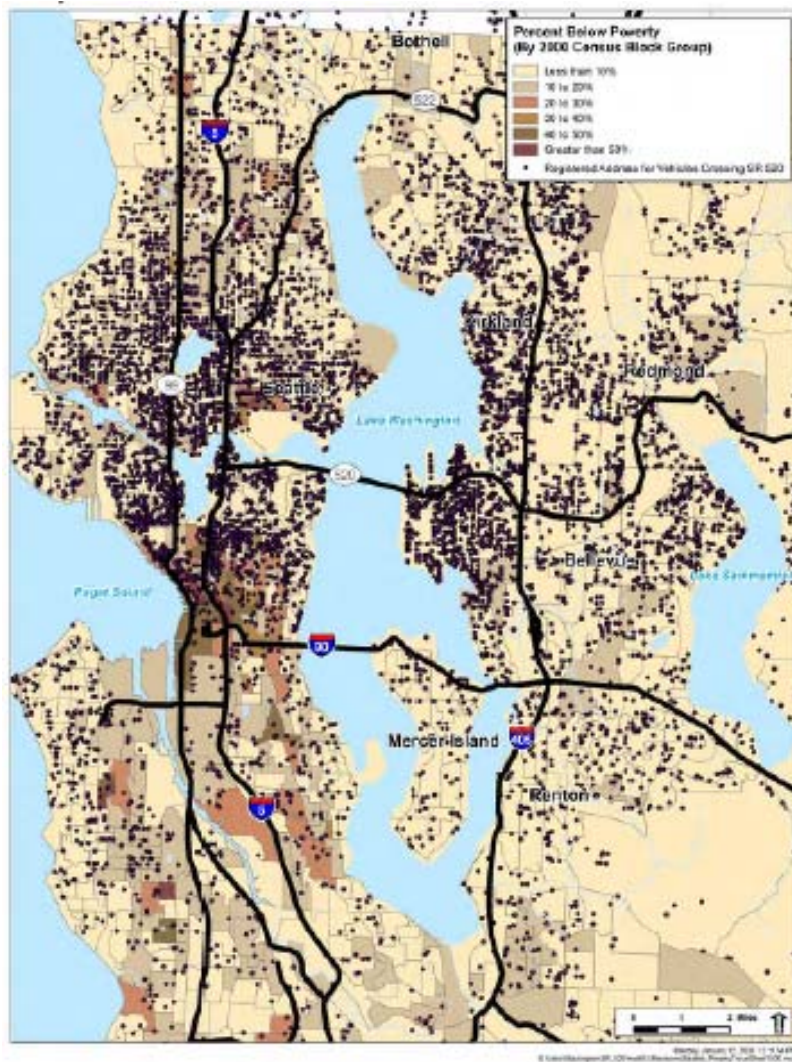 Percent Below Poverty
(By 2000 Census Block Group)
Less than 10%
10 to 20%
20 to 30%
30 to 40%
40 to 50%
Greater than 50%
Registered Address for Vehicles Crossing SR 520
Bothell
522
5
Kirkland
Redmond
99
Seattle
Lake Washington
520
Bellevue
Lake Sammamish
Puget Sound
90
Mercer Island
405
Renton
5
0 1 2 Miles